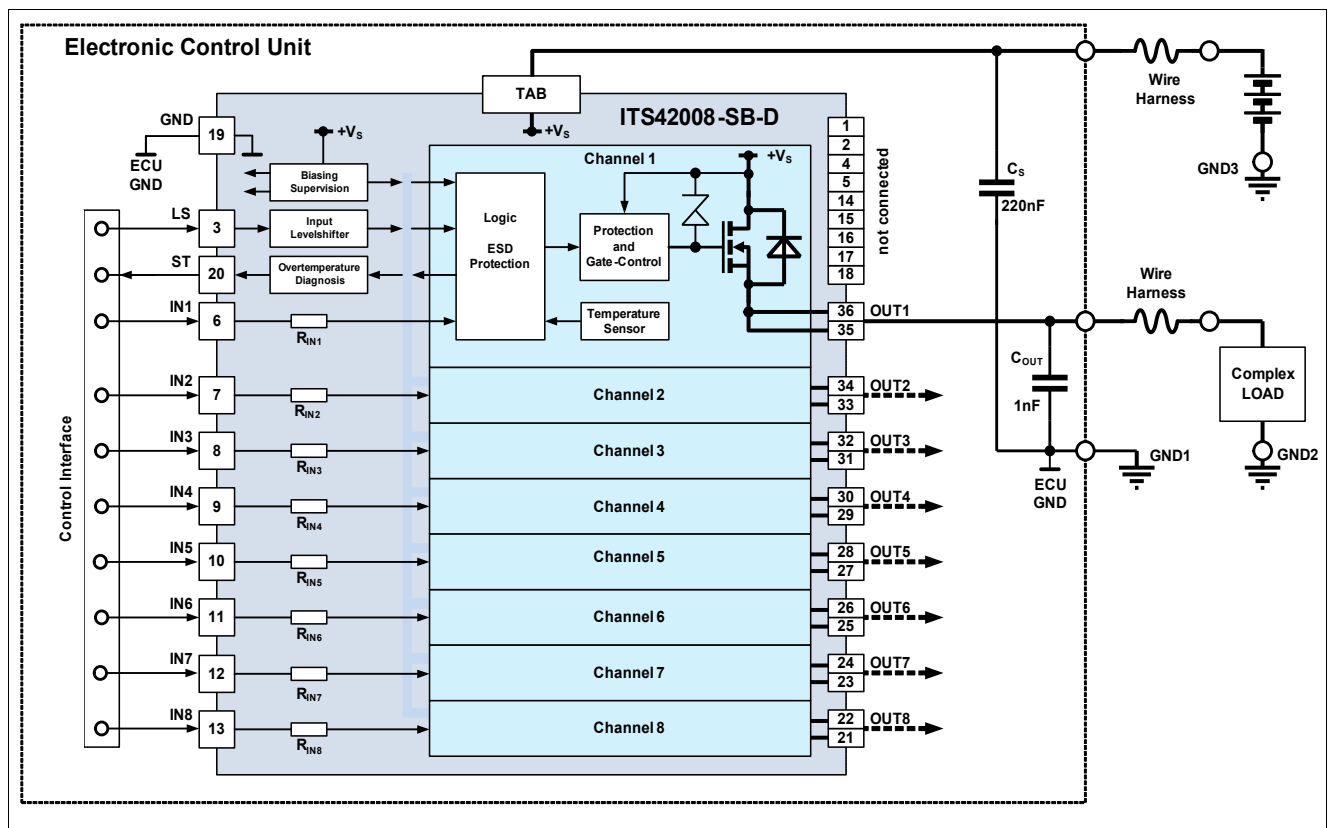 Electronic Control Unit
TAB
ITS42008-SB-D
GND
19
ECU
GND
+VS
Biasing
Supervision
LS
3
Input
Levelshifter
ST
20
Overtemperature
Diagnosis
IN1
6
RIN1
IN2
7
RIN2
IN3
8
RIN3
IN4
9
RIN4
IN5
10
RIN5
IN6
11
RIN6
IN7
12
RIN7
IN8
13
RIN8
Control Interface
+VS
Channel 1
+VS
Logic
ESD
Protection
Protection
and
Gate-Control
Temperature
Sensor
Channel 2
Channel 3
Channel 4
Channel 5
Channel 6
Channel 7
Channel 8
1
2
4
5
14
15
16
17
18
not connected
36
35
OUT1
34
33
OUT2
32
31
OUT3
30
29
OUT4
28
27
OUT5
26
25
OUT6
24
23
OUT7
22
21
OUT8
CS
220nF
COUT
1nF
ECU
GND
Wire
Harness
GND3
Wire
Harness
Complex
LOAD
GND1
GND2